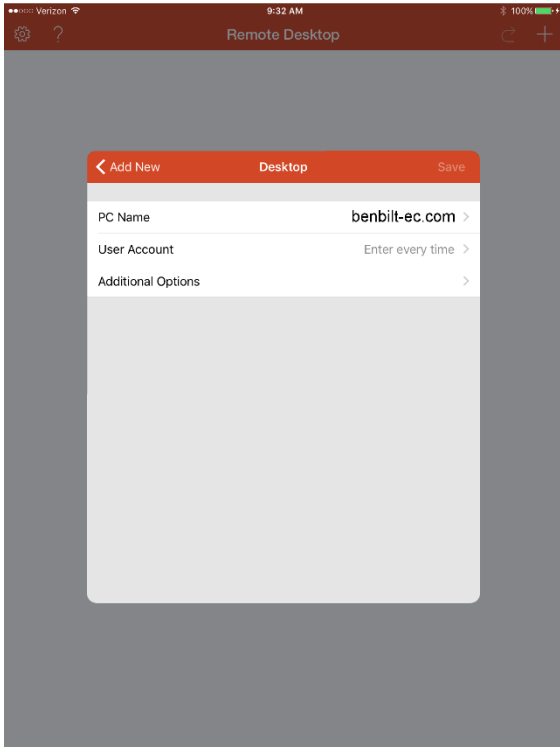 Verizon 9:32 AM 100%
? Remote Desktop
Add New Desktop Save
PC Name benbilt-ec.com
User Account Enter every time
Additional Options